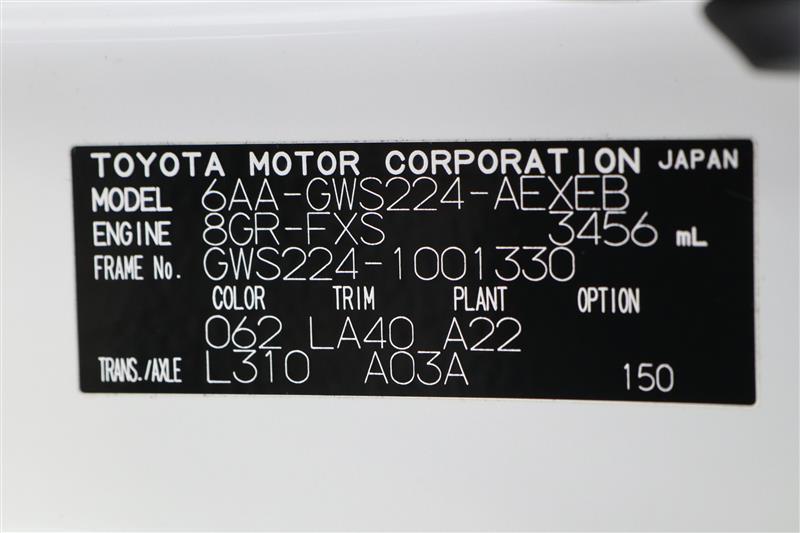 TOYOTA MOTOR CORPORATION JAPAN
MODEL 6AA-GWS224-AEXEB
ENGINE 8GR-FXS 3456 mL
FRAME No. GWS224-1001330
COLOR TRIM PLANT OPTION
062 LA40 A22
TRANS./AXLE L310 A03A 150